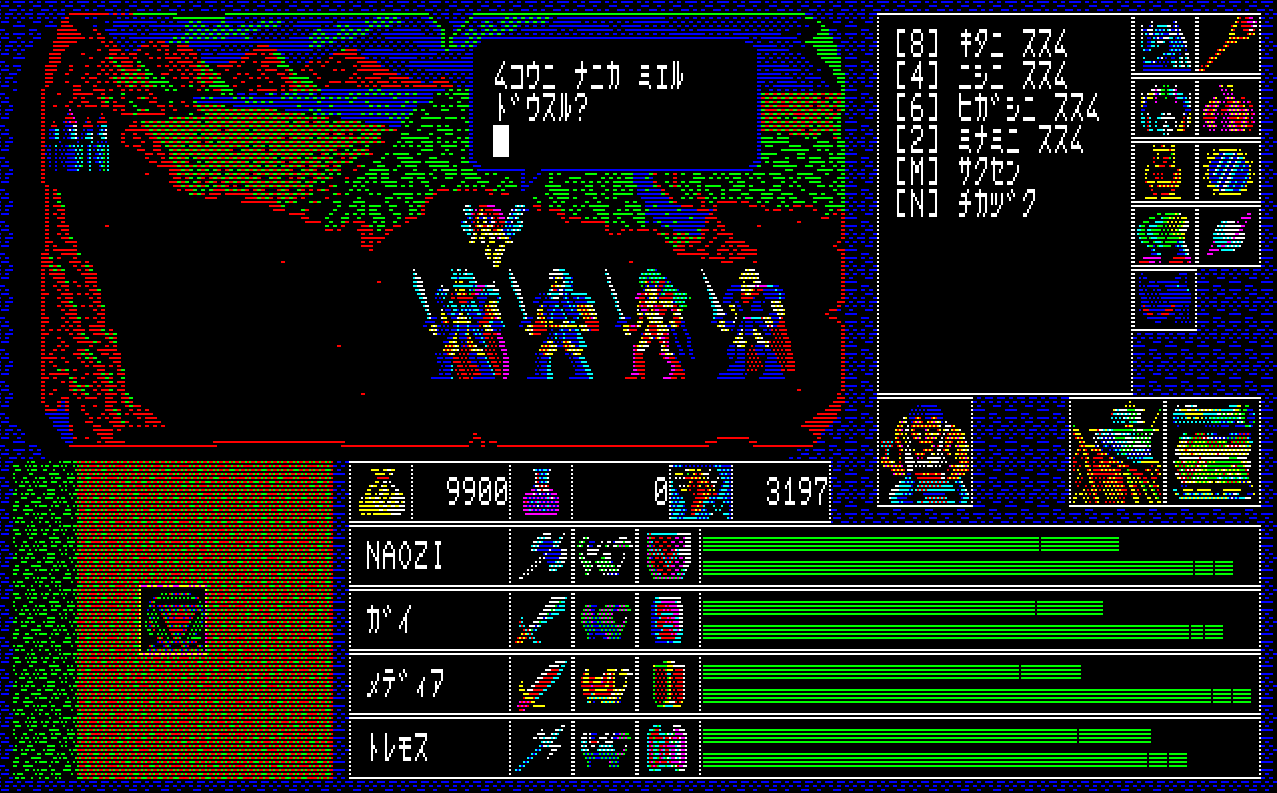 ムコウニ ナニカ ミエル
ドウスル?
[8] キタニ ススム
[4] ニシニ ススム
[6] ヒガシニ ススム
[2] ミナミニ ススム
[M] サクセン
[N] チカヅク
9900
0
3197
NAOZI
ガイ
メディア
トレモス